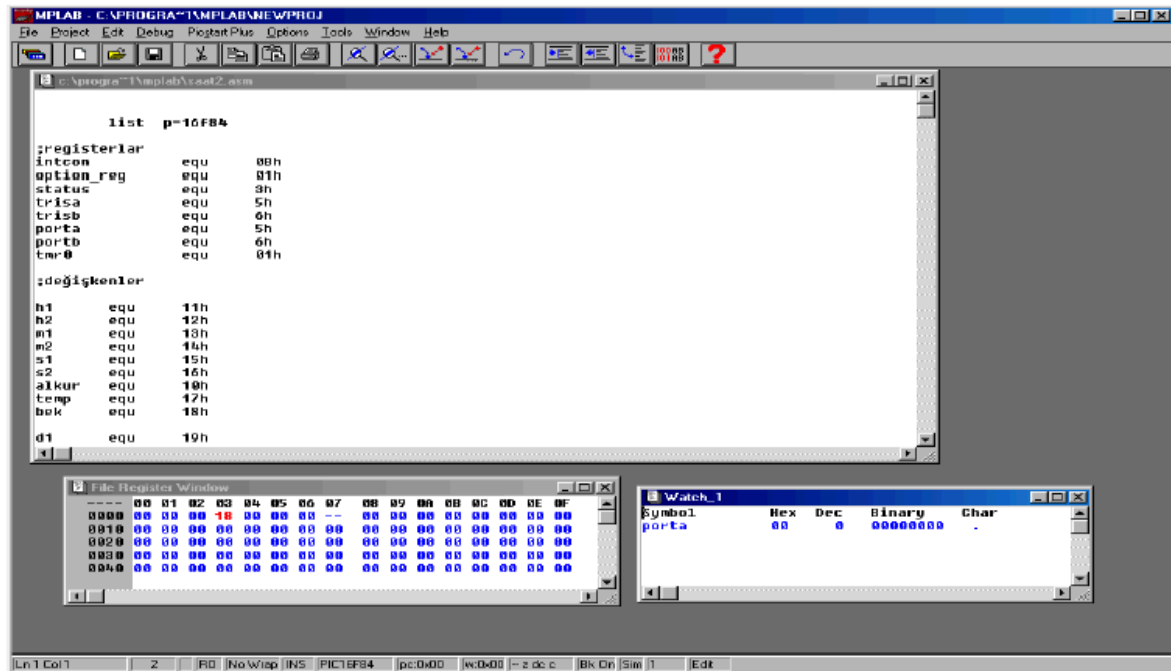 MPLAB - C:\PROGRA~1\MPLAB\NEWPROJ
File Project Edit Debug Picstart Plus Options Tools Window Help
c:\progra~1\mplab\saat2.asm
list p=16F84
;registerlar
intcon equ 0Bh
option_reg equ 01h
status equ 3h
trisa equ 5h
trisb equ 6h
porta equ 5h
portb equ 6h
tmr0 equ 01h
;değişkenler
h1 equ 11h
h2 equ 12h
m1 equ 13h
m2 equ 14h
s1 equ 15h
s2 equ 16h
alkur equ 10h
temp equ 17h
bek equ 18h
d1 equ 19h
File Register Window
---- 00 01 02 03 04 05 06 07 08 09 0A 0B 0C 0D 0E 0F
0000 00 00 00 18 00 00 00 -- 00 00 00 00 00 00 00 00
0010 00 00 00 00 00 00 00 00 00 00 00 00 00 00 00 00
0020 00 00 00 00 00 00 00 00 00 00 00 00 00 00 00 00
0030 00 00 00 00 00 00 00 00 00 00 00 00 00 00 00 00
0040 00 00 00 00 00 00 00 00 00 00 00 00 00 00 00 00
Watch_1
Symbol Hex Dec Binary Char
porta 00 0 00000000 .
Ln 1 Col 1 2 RO No Wrap INS PIC16F84 pc:0x00 w:0x00 -- z dc c Bk On Sim 1 Edit